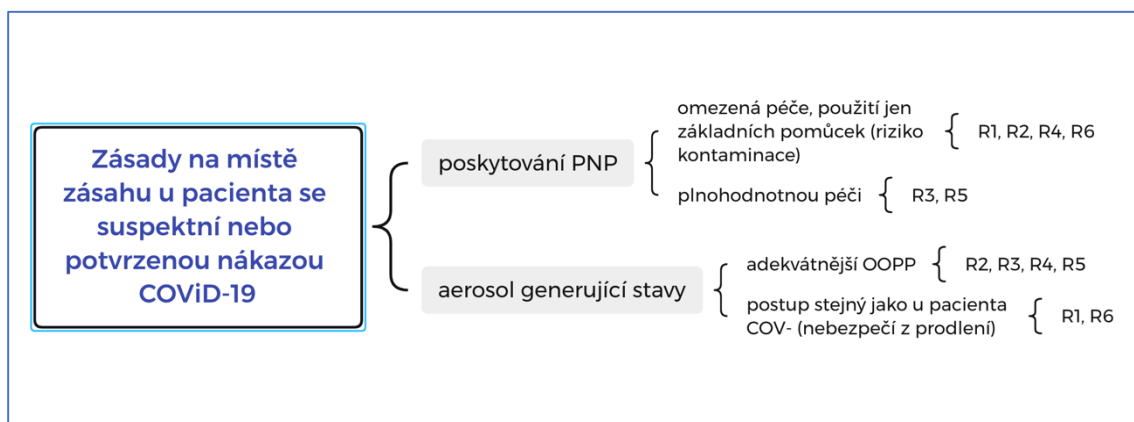 Zásady na místě
zásahu u pacienta se
suspektní nebo
potvrzenou nákazou
COViD-19
poskytování PNP
omezená péče, použití jen
základních pomůcek (riziko
kontaminace)
R1, R2, R4, R6
plnohodnotnou péči
R3, R5
aerosol generující stavy
adekvátnější OOPP
R2, R3, R4, R5
postup stejný jako u pacienta
COV- (nebezpečí z prodlení)
R1, R6